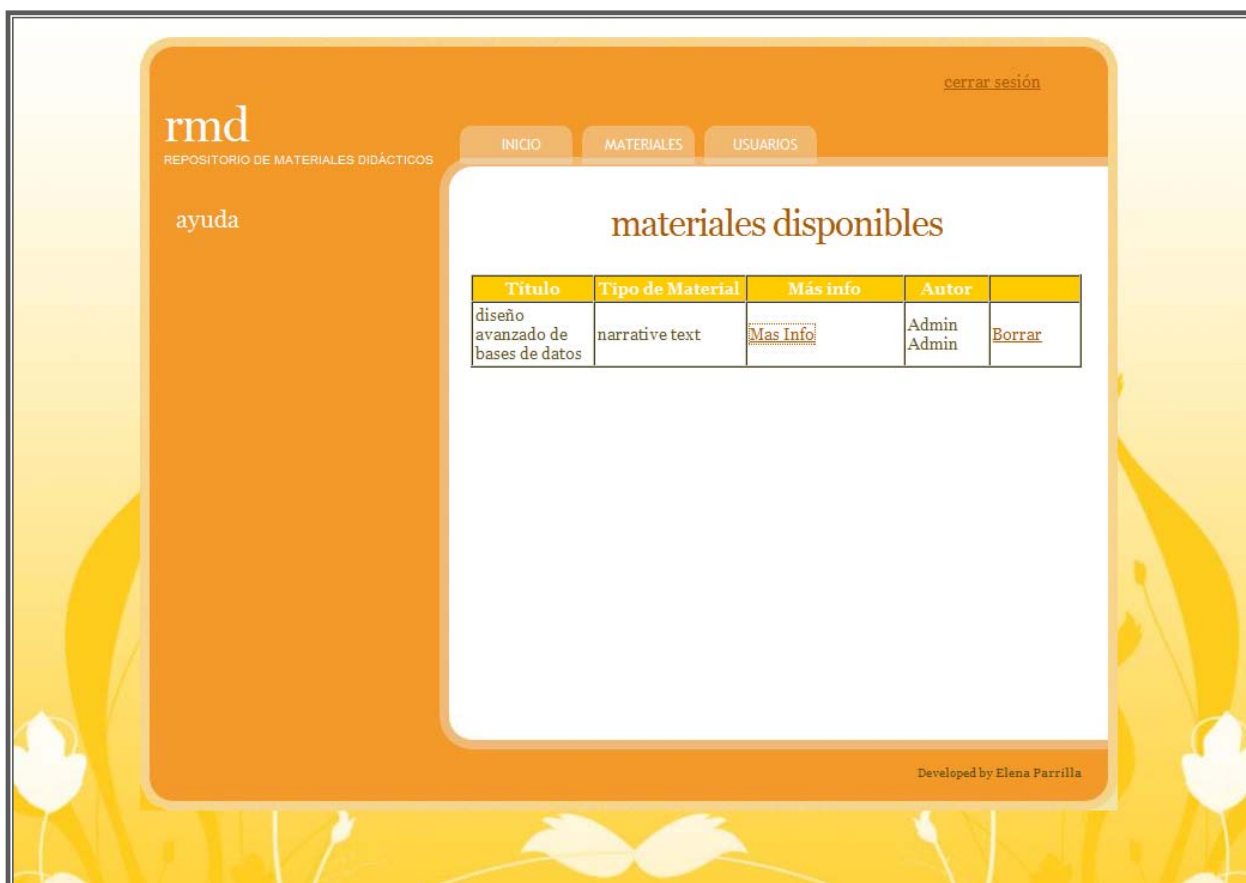 cerrar sesión
rmd
REPOSITORIO DE MATERIALES DIDÁCTICOS
INICIO MATERIALES USUARIOS
ayuda
materiales disponibles
Título Tipo de Material Más info Autor
diseño
avanzado de
bases de datos
narrative text
Mas Info
Admin
Admin
Borrar
Developed by Elena Parrilla